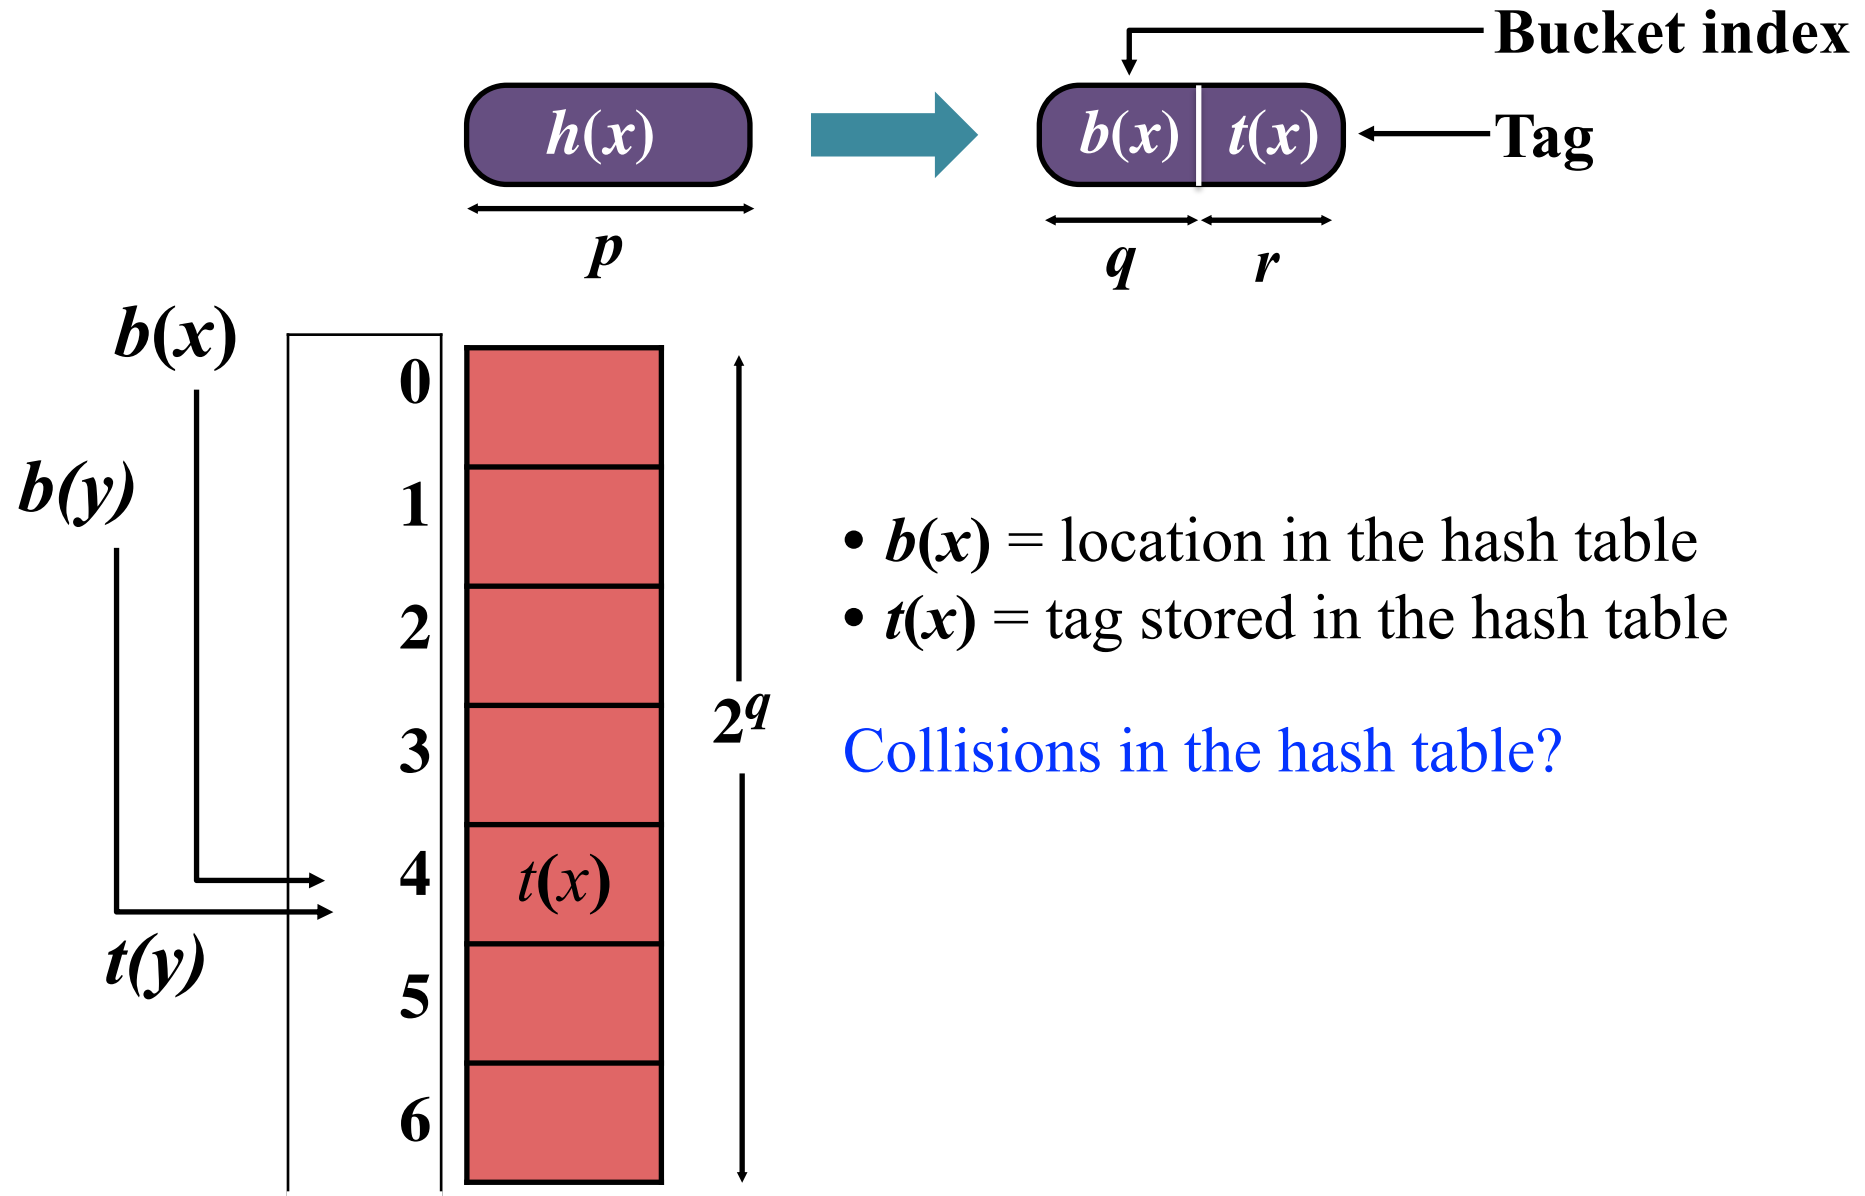 Bucket index
h(x)
b(x) t(x)
Tag
p
q
r
b(x)
0
b(y)
1
• b(x) = location in the hash table
• t(x) = tag stored in the hash table
2
2^q
3
Collisions in the hash table?
4 t(x)
t(y)
5
6